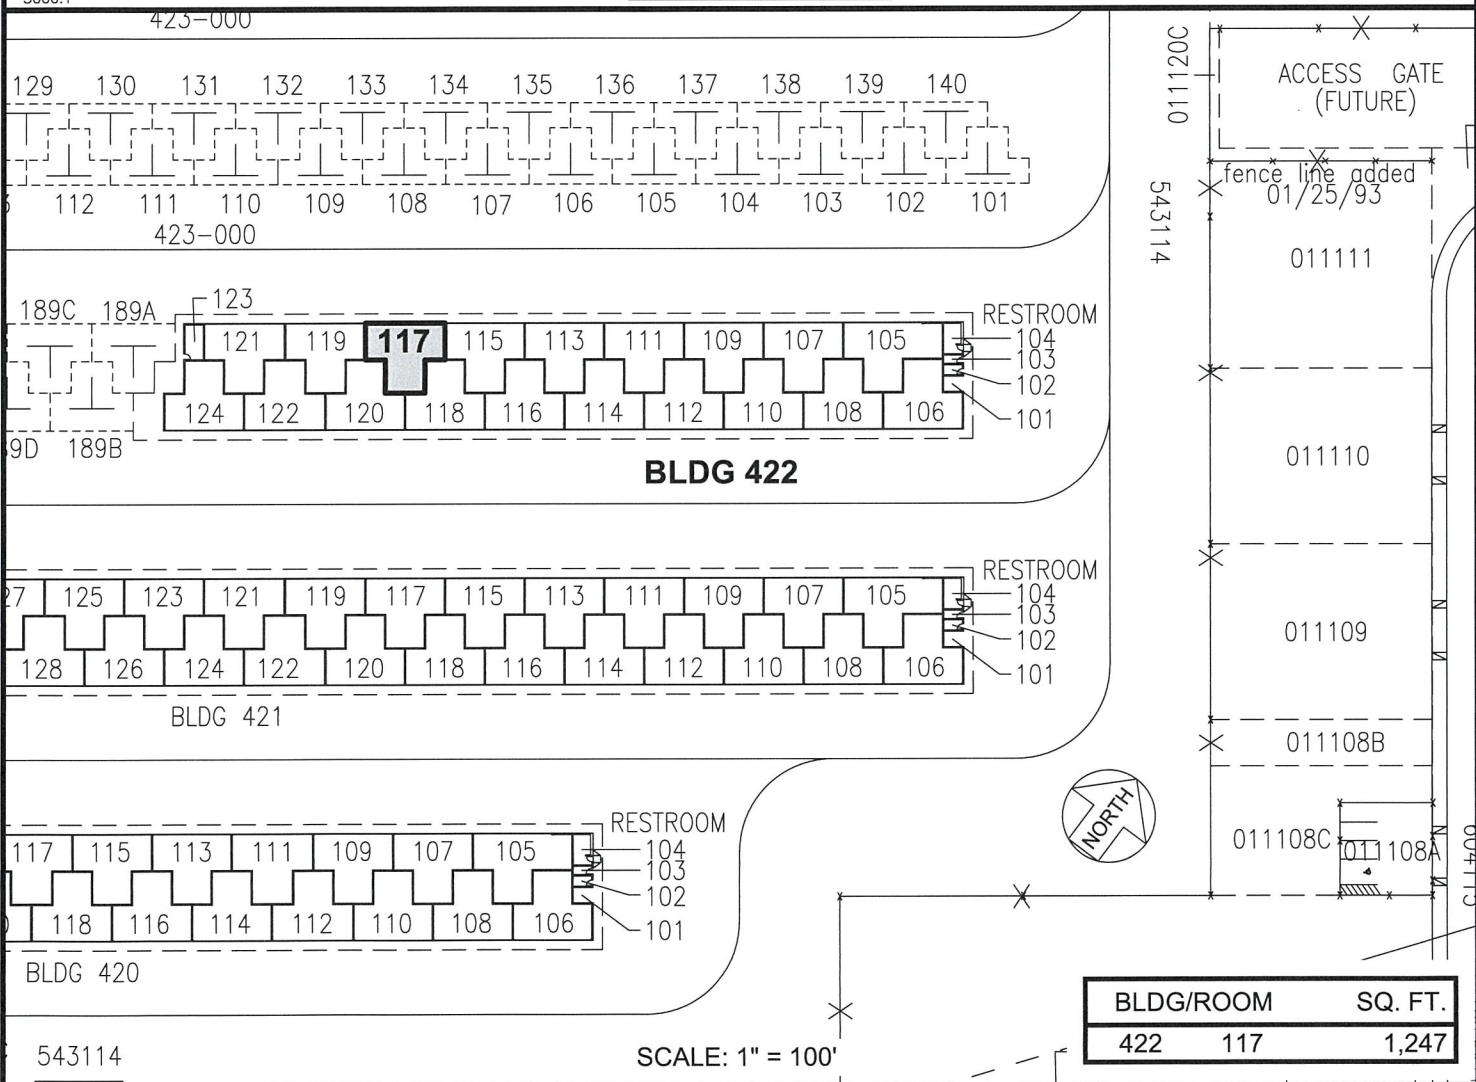 423-000
129 130 131 132 133 134 135 136 137 138 139 140
011120C
ACCESS GATE
(FUTURE)
fence line added
01/25/93
112 111 110 109 108 107 106 105 104 103 102 101
423-000
543114
011111
189C 189A 123
121 119 117 115 113 111 109 107 105
RESTROOM
104
103
102
101
124 122 120 118 116 114 112 110 108 106
189B
BLDG 422
011110
RESTROOM
125 123 121 119 117 115 113 111 109 107 105
104
103
102
101
128 126 124 122 120 118 116 114 112 110 108 106
BLDG 421
011109
011108B
NORTH
RESTROOM
117 115 113 111 109 107 105
104
103
102
101
118 116 114 112 110 108 106
BLDG 420
011108C
011108A
543114
SCALE: 1" = 100'
BLDG/ROOM SQ. FT.
422 117 1,247